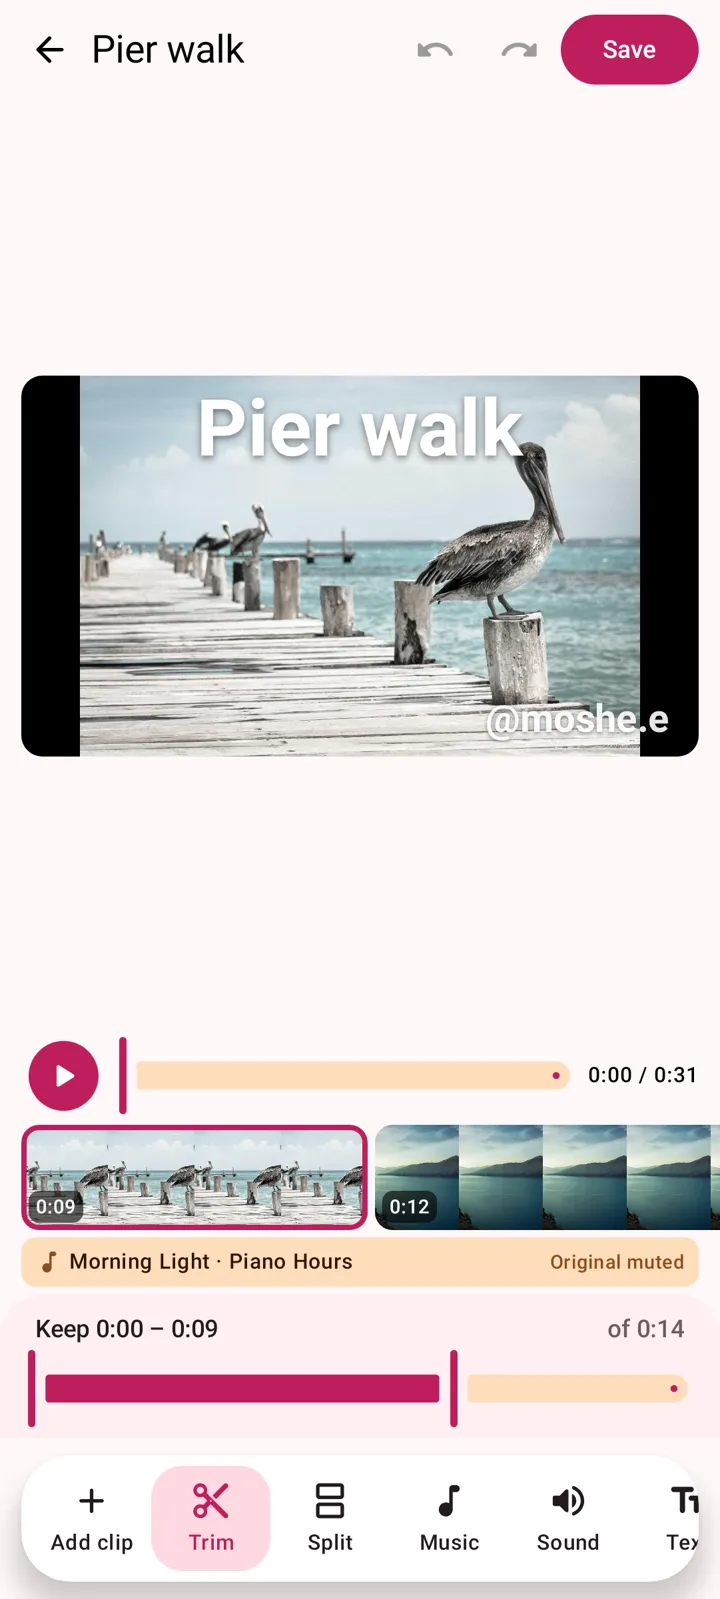 Pier walk
Save
Pier walk
@moshe.e
0:00 / 0:31
0:09
0:12
Morning Light · Piano Hours
Original muted
Keep 0:00 – 0:09
of 0:14
Add clip
Trim
Split
Music
Sound